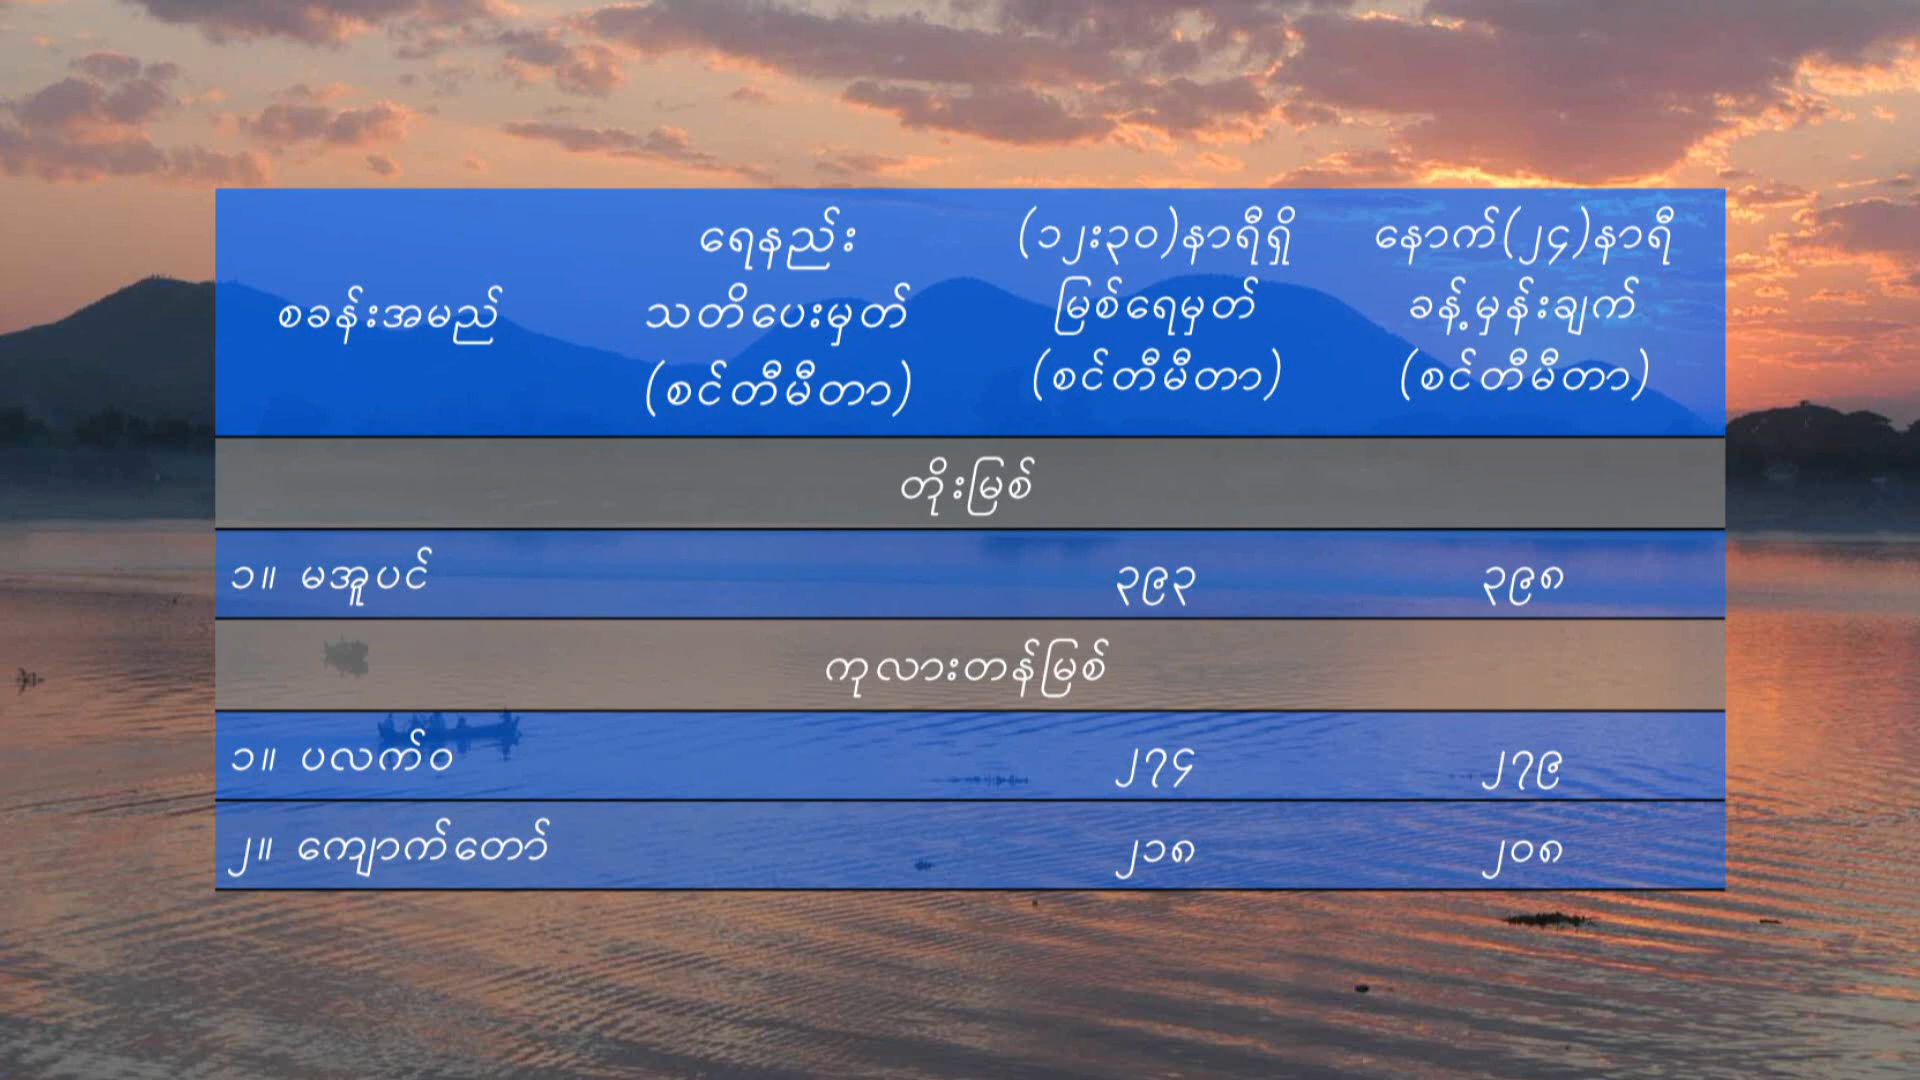 စခန်းအမည်
ရေနည်း
သတိပေးမှတ်
(စင်တီမီတာ)
(၁၂း၃၀)နာရီရှိ
မြစ်ရေမှတ်
(စင်တီမီတာ)
နောက်(၂၄)နာရီ
ခန့်မှန်းချက်
(စင်တီမီတာ)
တိုးမြစ်
၁။ မအူပင် ၃၉၃ ၃၉၈
ကုလားတန်မြစ်
၁။ ပလက်ဝ ၂၇၄ ၂၇၉
၂။ ကျောက်တော် ၂၁၈ ၂၀၈